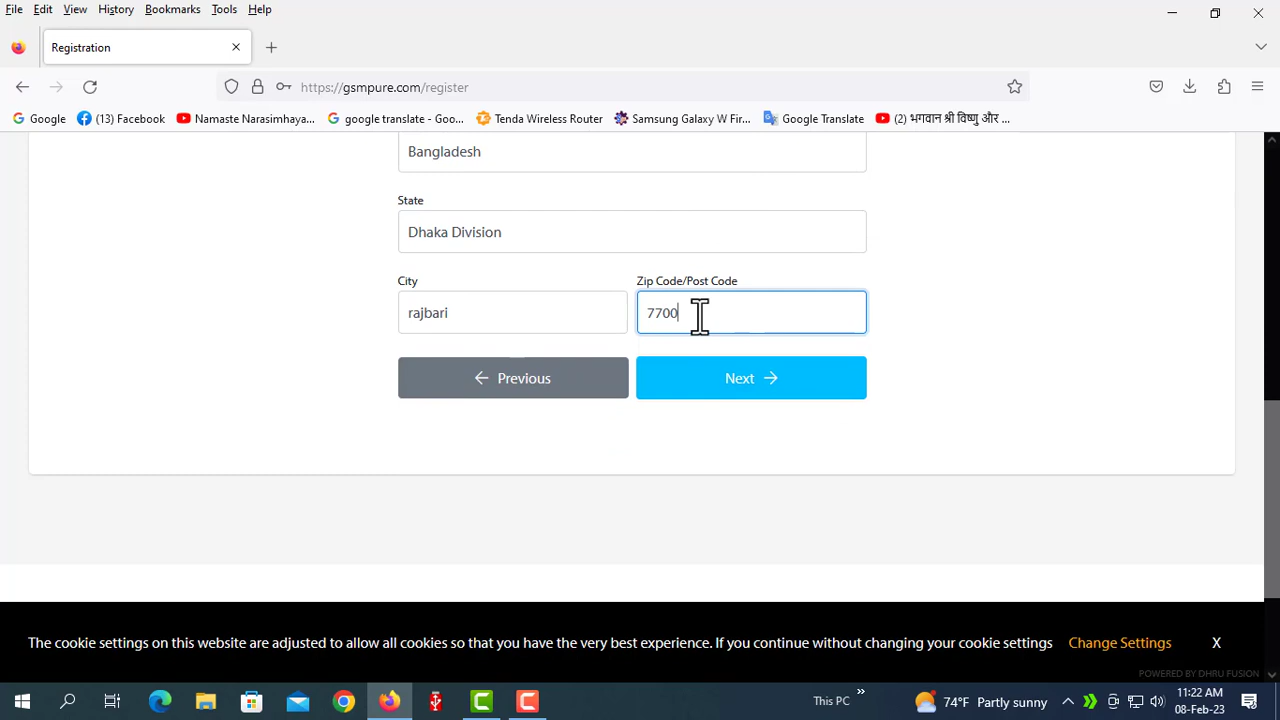 File Edit View History Bookmarks Tools Help
Registration
https://gsmpure.com/register
Google (13) Facebook Namaste Narasimhaya... google translate - Goo... Tenda Wireless Router Samsung Galaxy W Fir... Google Translate (2) भगवान श्री विष्णु और ...
Bangladesh
State
Dhaka Division
City Zip Code/Post Code
rajbari 7700
Previous Next
The cookie settings on this website are adjusted to allow all cookies so that you have the very best experience. If you continue without changing your cookie settings Change Settings X
POWERED BY DHRU FUSION
This PC 74°F Partly sunny 11:22 AM
08-Feb-23